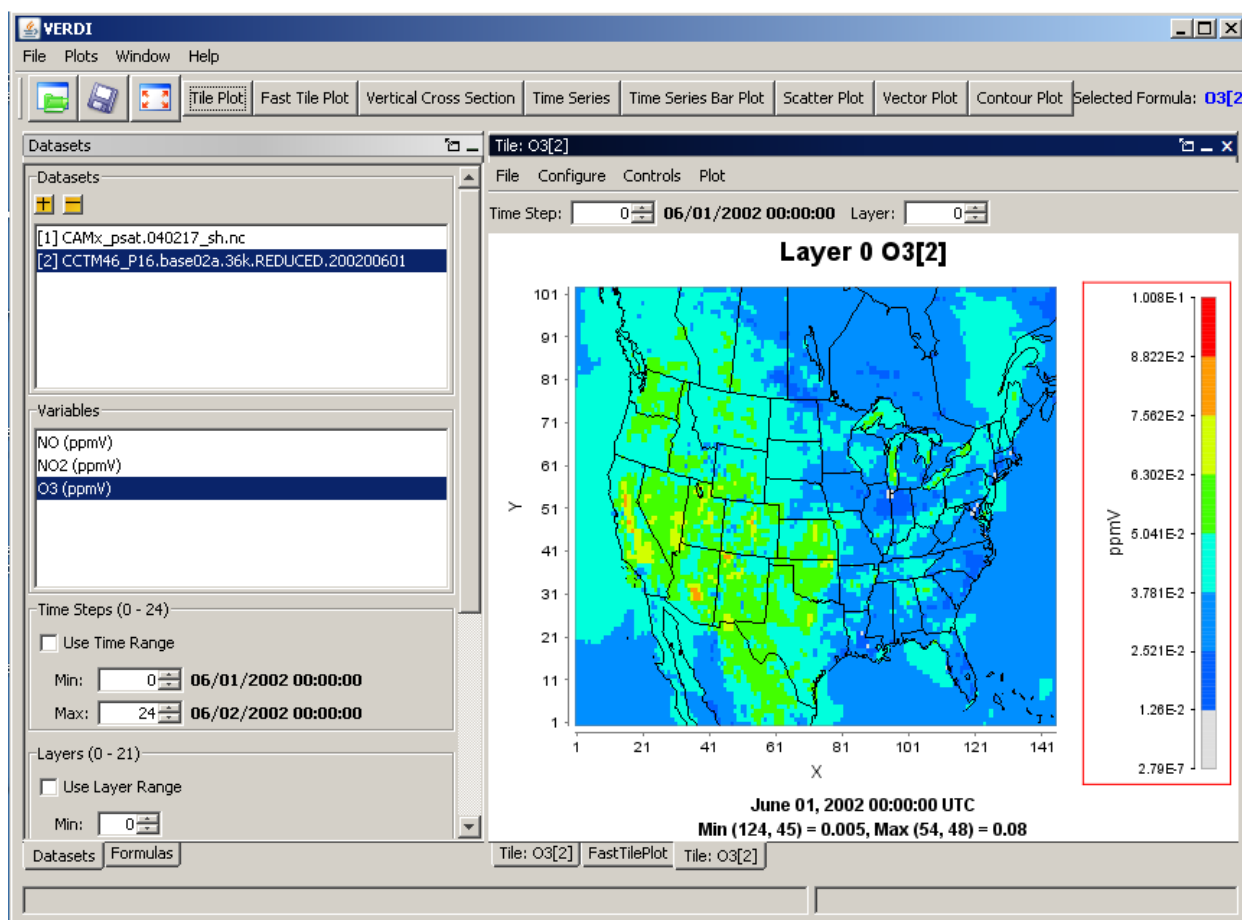 VERDI
File Plots Window Help
Tile Plot Fast Tile Plot Vertical Cross Section Time Series Time Series Bar Plot Scatter Plot Vector Plot Contour Plot Selected Formula: O3[2
Datasets
Datasets
[1] CAMx_psat.040217_sh.nc
[2] CCTM46_P16.base02a.36k.REDUCED.200200601
Variables
NO (ppmV)
NO2 (ppmV)
O3 (ppmV)
Time Steps (0 - 24)
Use Time Range
Min: 0 06/01/2002 00:00:00
Max: 24 06/02/2002 00:00:00
Layers (0 - 21)
Use Layer Range
Min: 0
Datasets Formulas
Tile: O3[2]
File Configure Controls Plot
Time Step: 0 06/01/2002 00:00:00 Layer: 0
Layer 0 O3[2]
101
91
81
71
61
51
41
31
21
11
1
Y
1 21 41 61 81 101 121 141
X
1.008E-1
8.822E-2
7.562E-2
6.302E-2
5.041E-2
3.781E-2
2.521E-2
1.26E-2
2.79E-7
ppmV
June 01, 2002 00:00:00 UTC
Min (124, 45) = 0.005, Max (54, 48) = 0.08
Tile: O3[2] FastTilePlot Tile: O3[2]